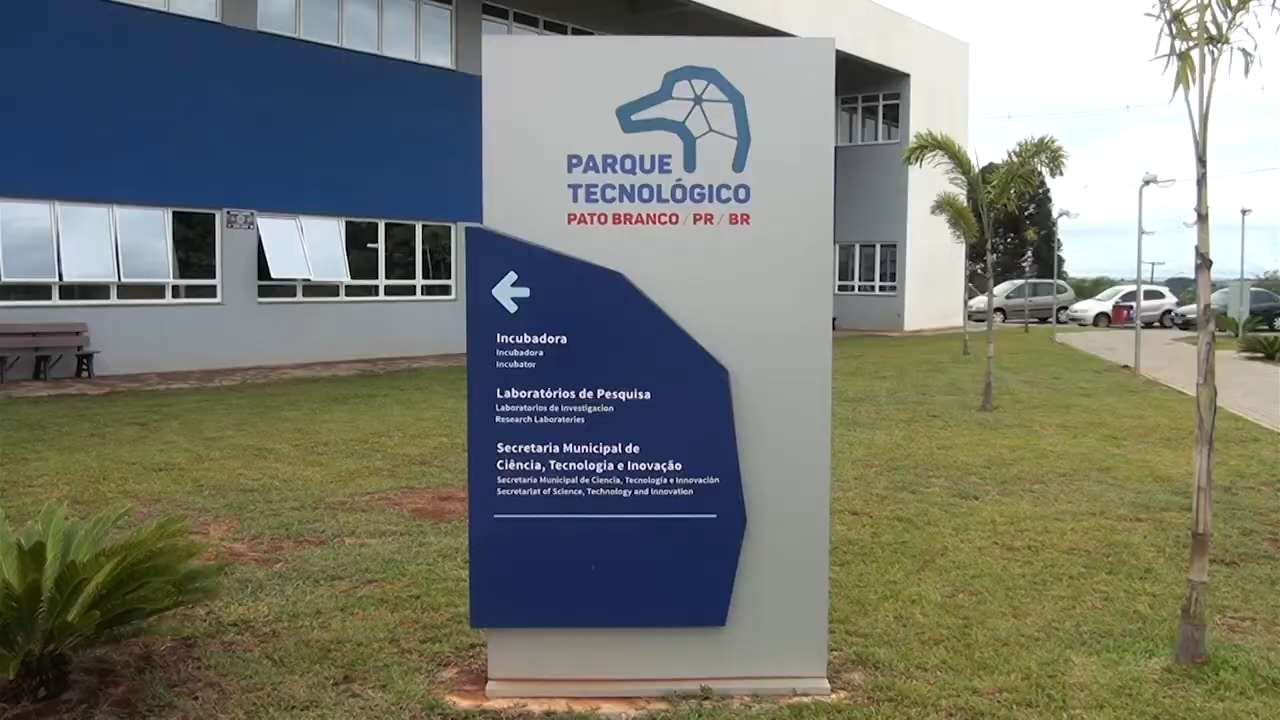 PARQUE
TECNOLÓGICO
PATO BRANCO / PR / BR
Incubadora
Incubadora
Incubator
Laboratórios de Pesquisa
Laboratorios de Investigacion
Research Laboratories
Secretaria Municipal de
Ciência, Tecnologia e Inovação
Secretaria Municipal de Ciencia, Tecnología e Innovación
Secretariat of Science, Technology and Innovation